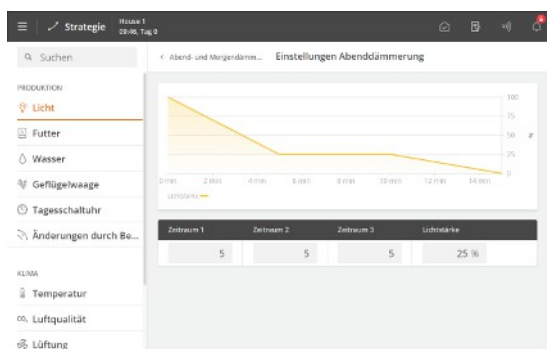 Strategie
House 1
09:46, Tag 0
Suchen
< Abend- und Morgendämm...
Einstellungen Abenddämmerung
PRODUKTION
Licht
Futter
Wasser
Geflügelwaage
Tagesschaltuhr
Änderungen durch Be...
KLIMA
Temperatur
CO₂ Luftqualität
Lüftung
100
75
50
%
25
0
0 min 2 min 4 min 6 min 8 min 10 min 12 min 14 min
Lichtstärke
Zeitraum 1 Zeitraum 2 Zeitraum 3 Lichtstärke
5 5 5 25 %